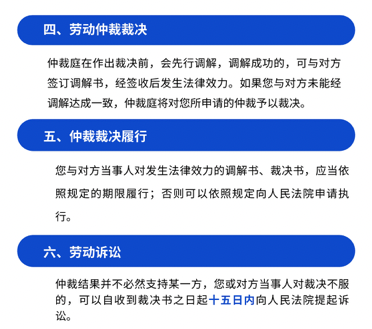 四、劳动仲裁裁决
仲裁庭在作出裁决前，会先行调解，调解成功的，可与对方
签订调解书，经签收后发生法律效力。如果您与对方未能经
调解达成一致，仲裁庭将对您所申请的仲裁予以裁决。
五、仲裁裁决履行
您与对方当事人对发生法律效力的调解书、裁决书，应当依
照规定的期限履行；否则可以依照规定向人民法院申请执
行。
六、劳动诉讼
仲裁结果并不必然支持某一方，您或对方当事人对裁决不服
的，可以自收到裁决书之日起十五日内向人民法院提起诉
讼。